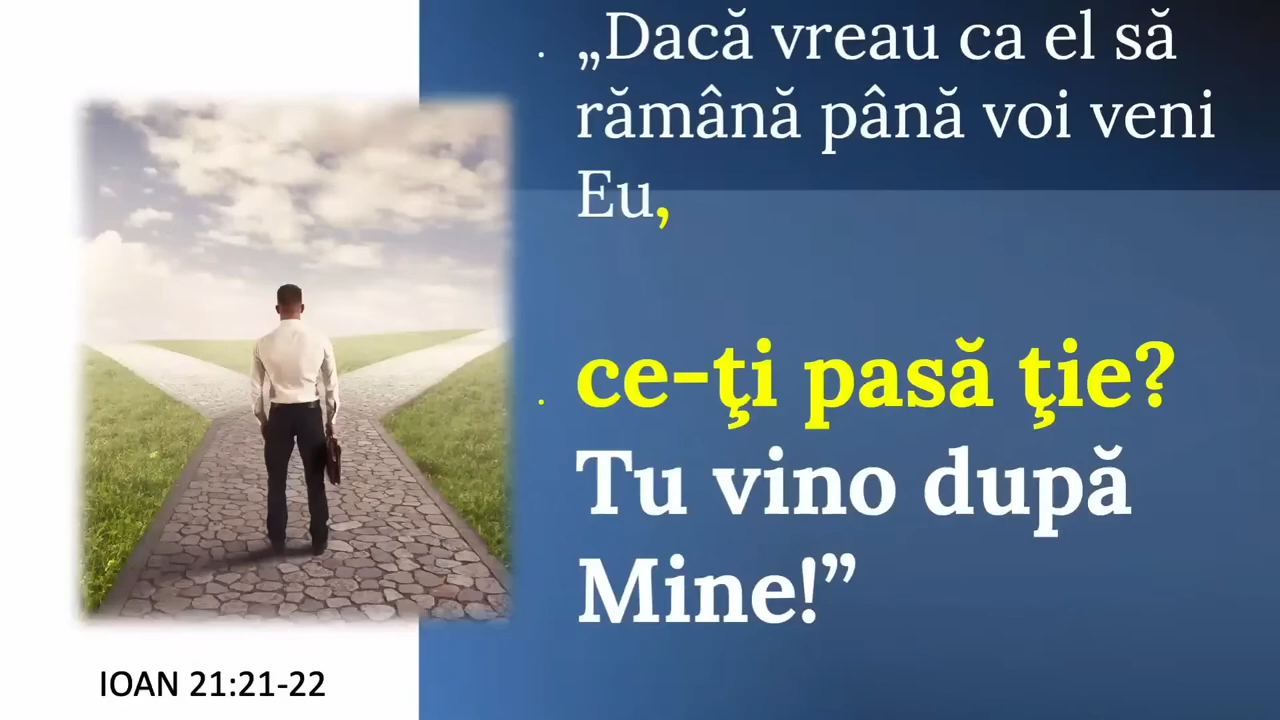 „Dacă vreau ca el să
rămână până voi veni
Eu,
ce-ţi pasă ţie?
Tu vino după
Mine!”
IOAN 21:21-22